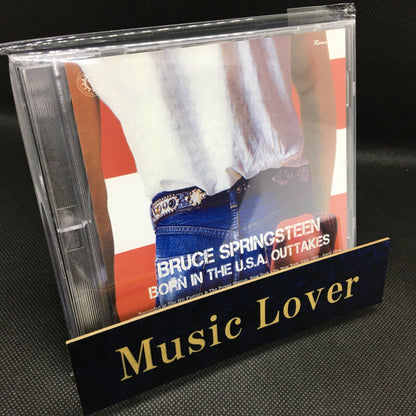 BRUCE SPRINGSTEEN
BORN IN THE U.S.A. OUTTAKES
Music Lover